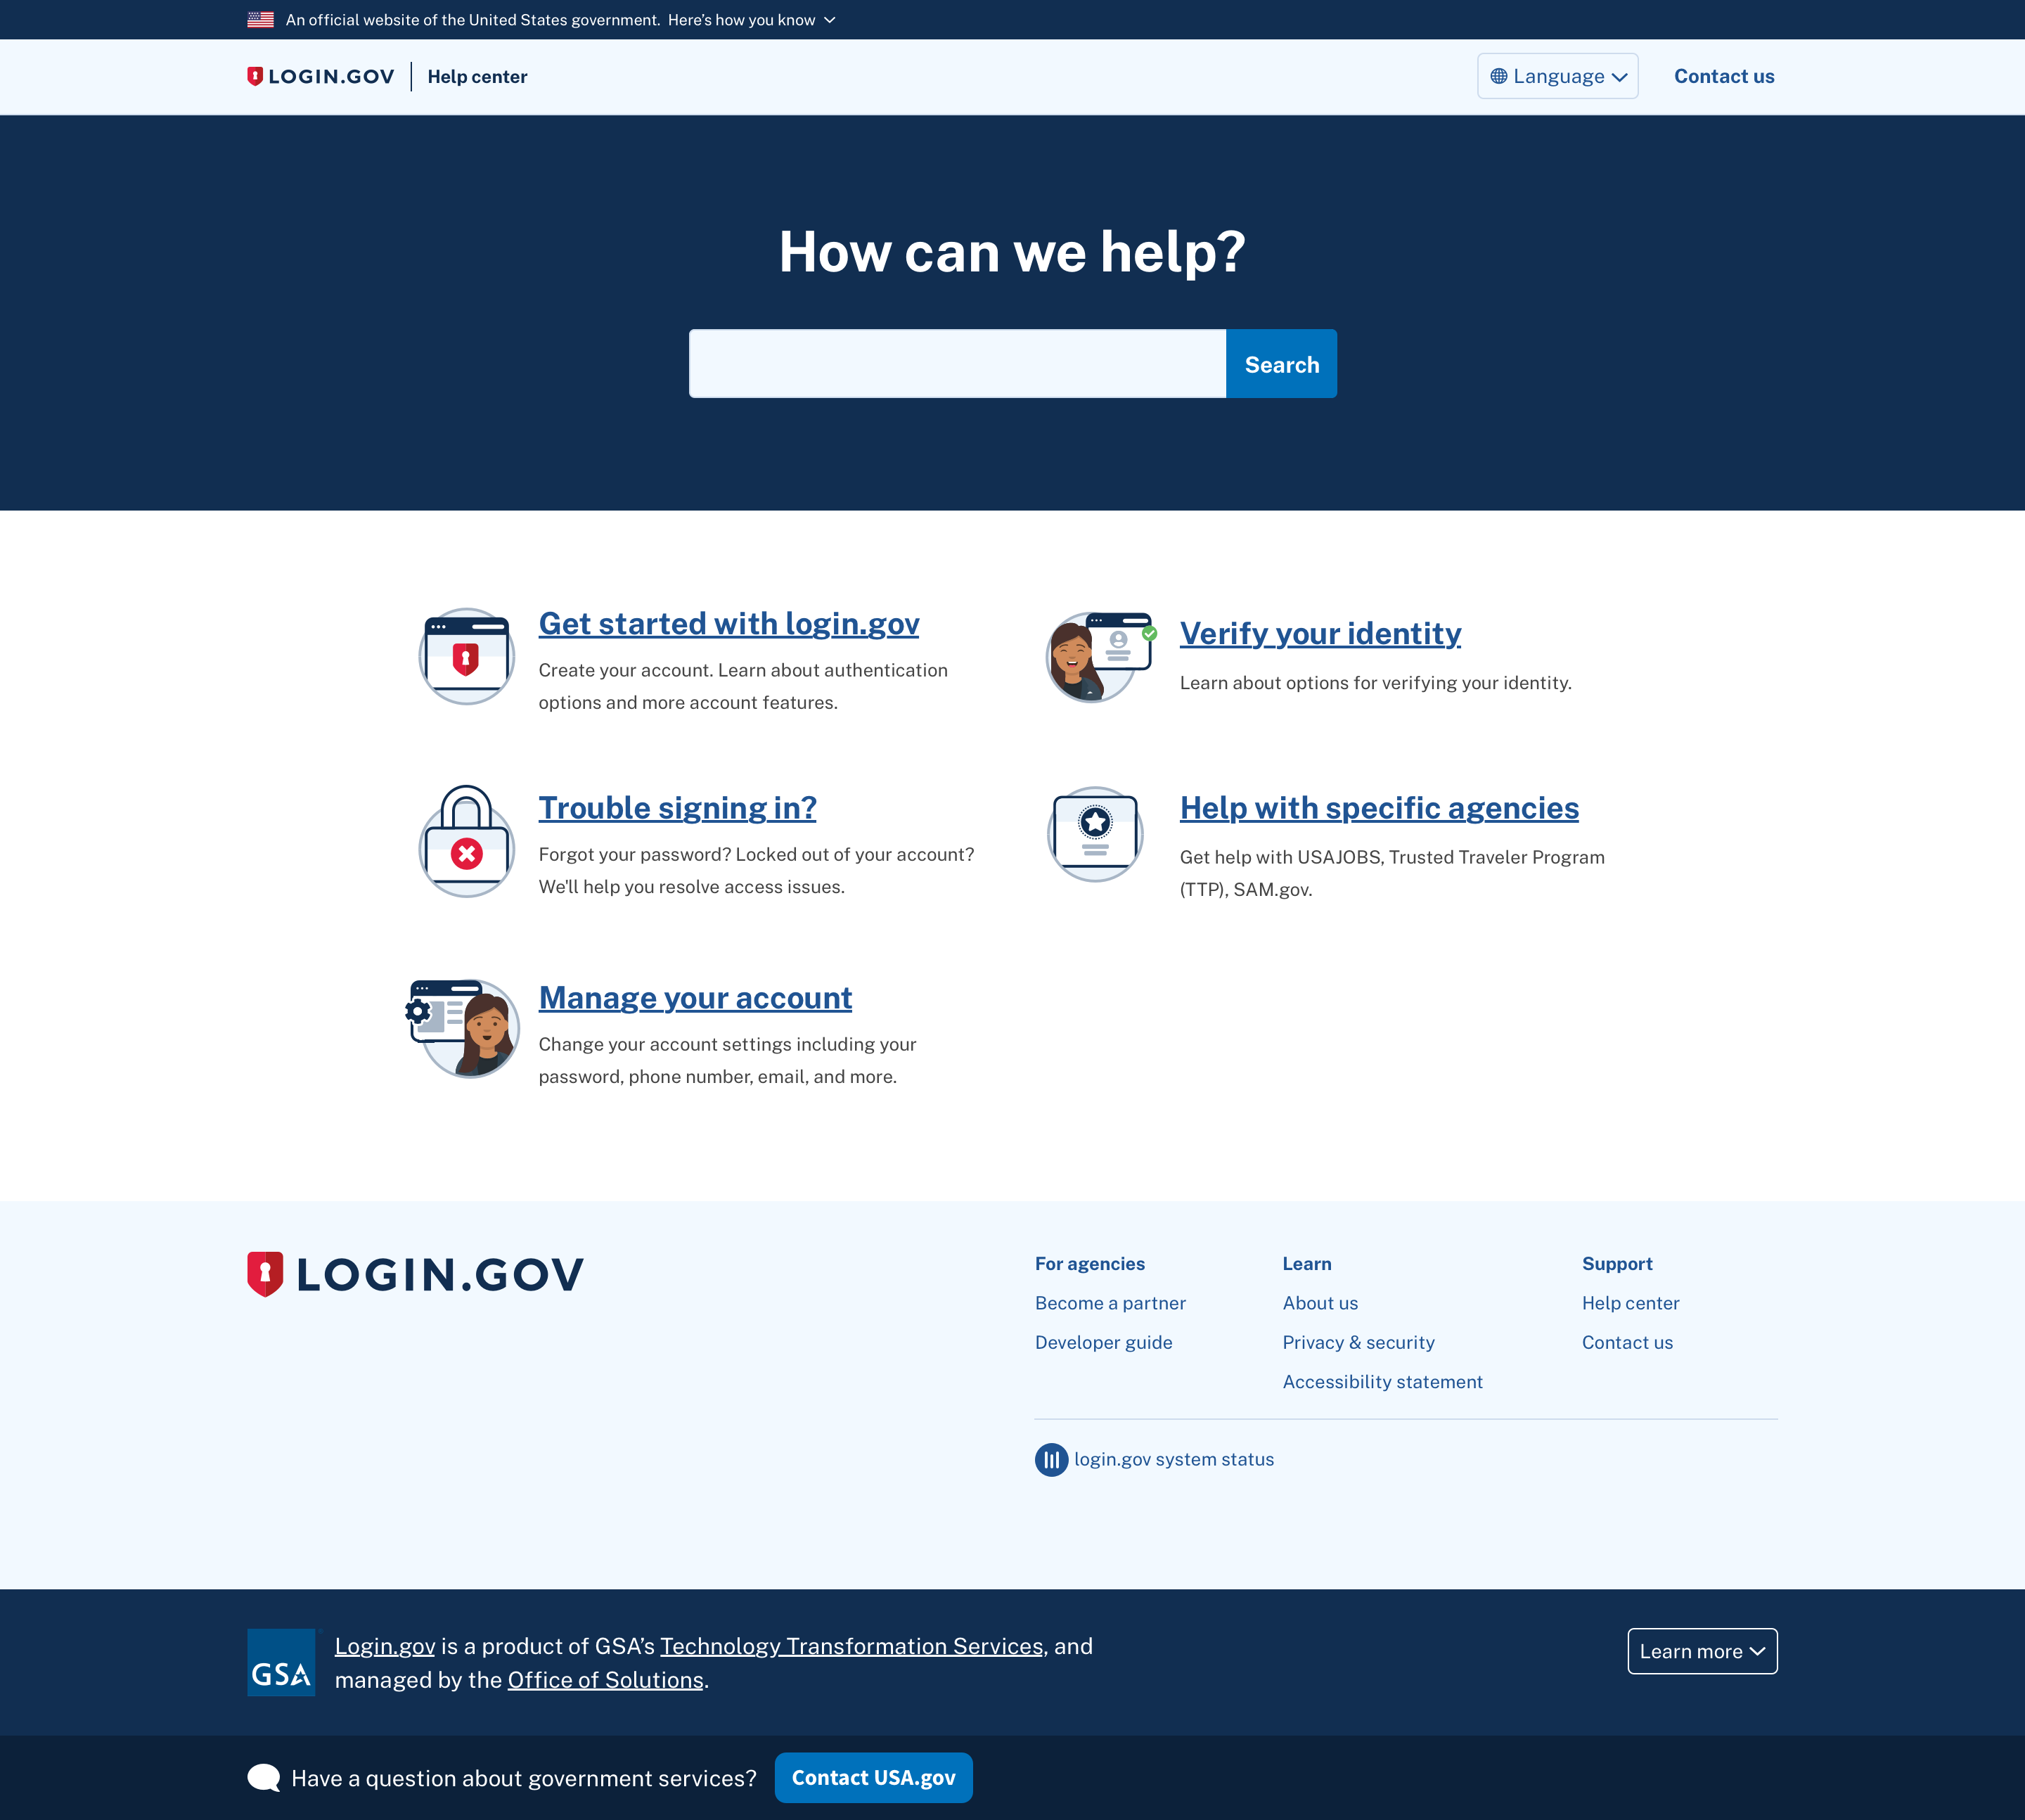 An official website of the United States government. Here’s how you know
LOGIN.GOV
Help center
Language
Contact us
How can we help?
Search
Get started with login.gov
Create your account. Learn about authentication
options and more account features.
Verify your identity
Learn about options for verifying your identity.
Trouble signing in?
Forgot your password? Locked out of your account?
We'll help you resolve access issues.
Help with specific agencies
Get help with USAJOBS, Trusted Traveler Program
(TTP), SAM.gov.
Manage your account
Change your account settings including your
password, phone number, email, and more.
LOGIN.GOV
For agencies
Become a partner
Developer guide
Learn
About us
Privacy & security
Accessibility statement
Support
Help center
Contact us
login.gov system status
GSA
Login.gov is a product of GSA’s Technology Transformation Services, and
managed by the Office of Solutions.
Learn more
Have a question about government services?
Contact USA.gov